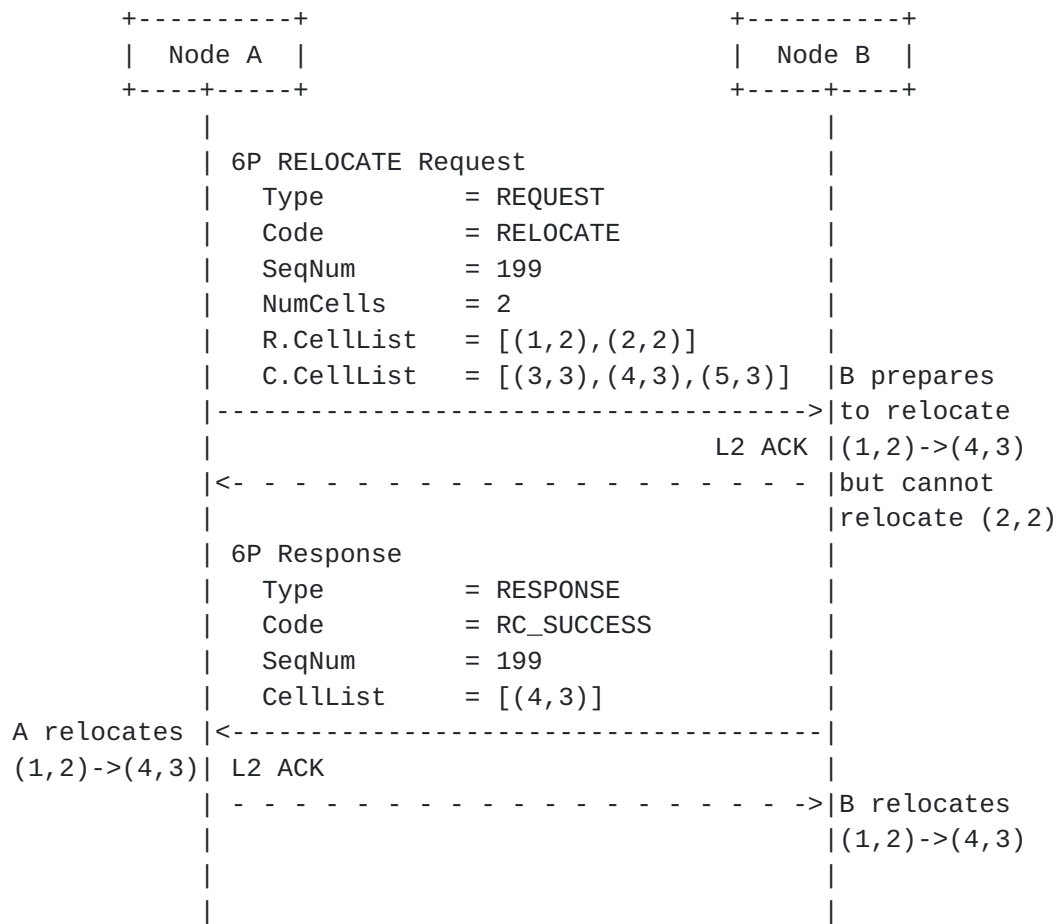 Node A Node B
6P RELOCATE Request
Type = REQUEST
Code = RELOCATE
SeqNum = 199
NumCells = 2
R.CellList = [(1,2),(2,2)]
C.CellList = [(3,3),(4,3),(5,3)] B prepares
to relocate
L2 ACK (1,2)->(4,3)
but cannot
relocate (2,2)
6P Response
Type = RESPONSE
Code = RC_SUCCESS
SeqNum = 199
CellList = [(4,3)]
A relocates
(1,2)->(4,3) L2 ACK
B relocates
(1,2)->(4,3)